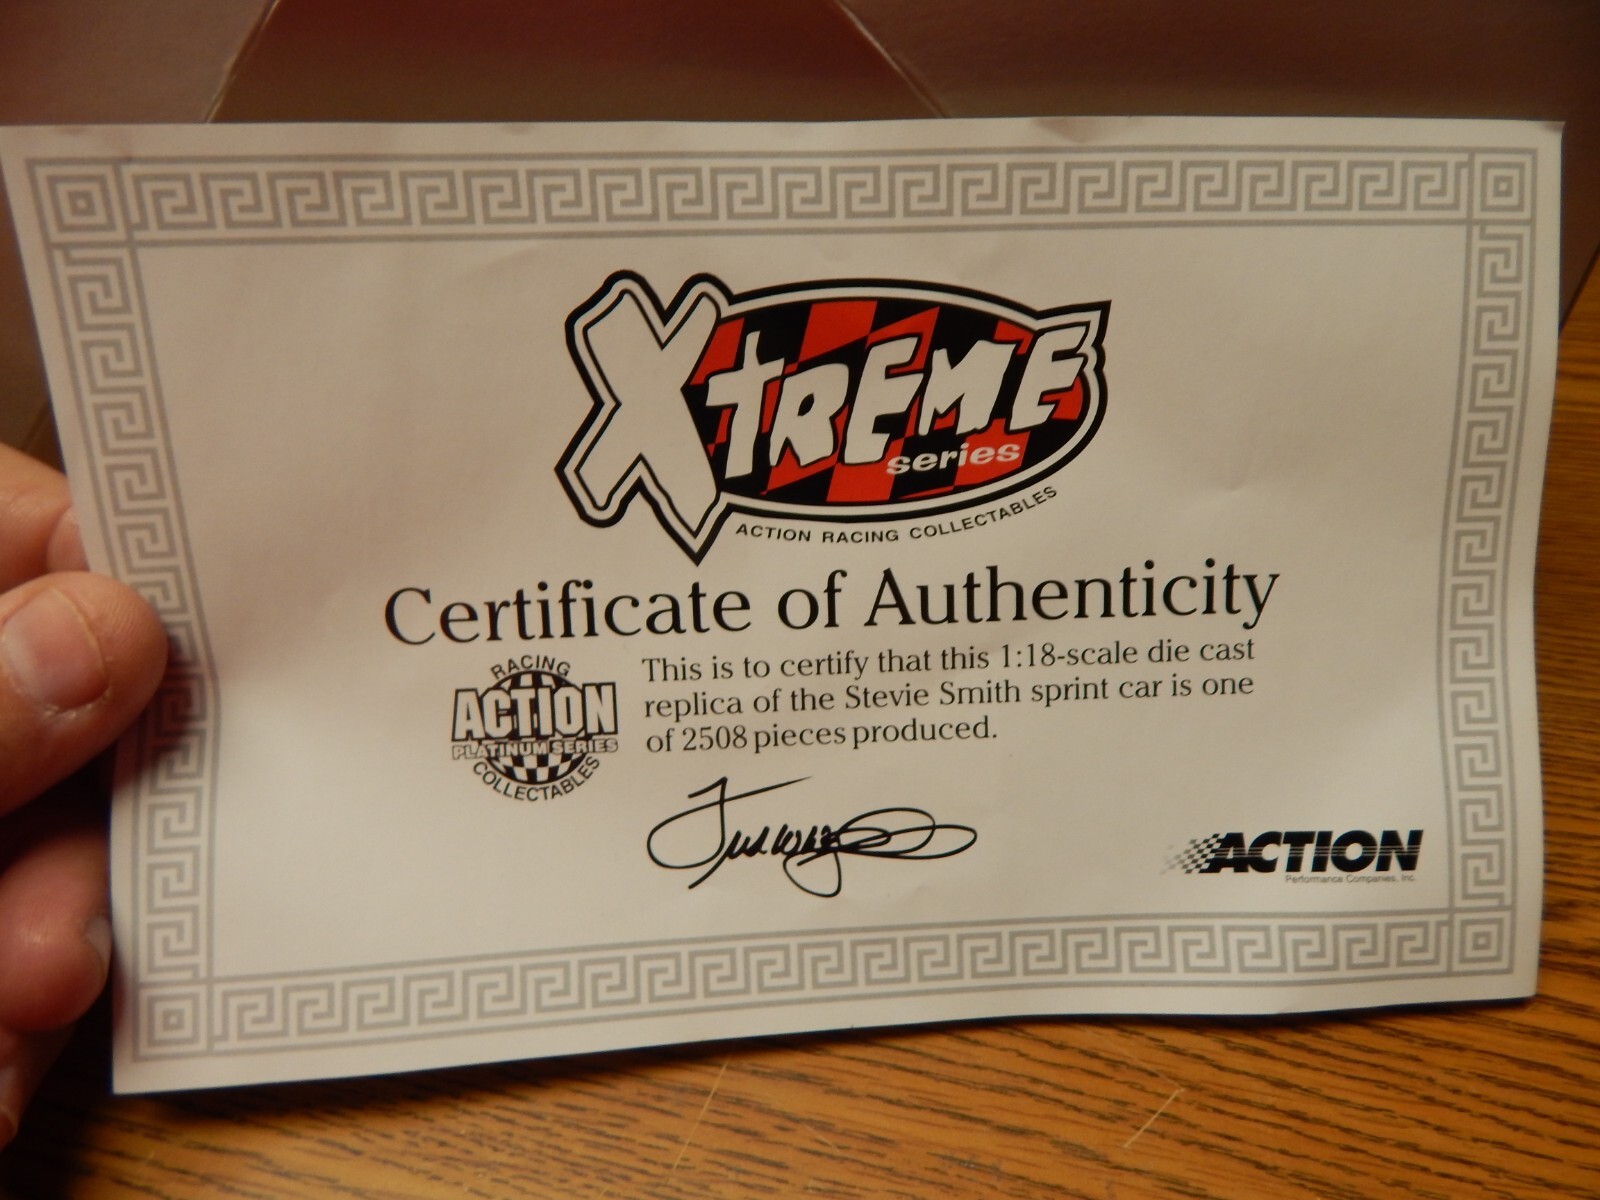 XTREME
series
ACTION RACING COLLECTABLES
Certificate of Authenticity
RACING
ACTION
PLATINUM SERIES
COLLECTABLES
This is to certify that this 1:18-scale die cast
replica of the Stevie Smith sprint car is one
of 2508 pieces produced.
ACTION
Performance Companies, Inc.